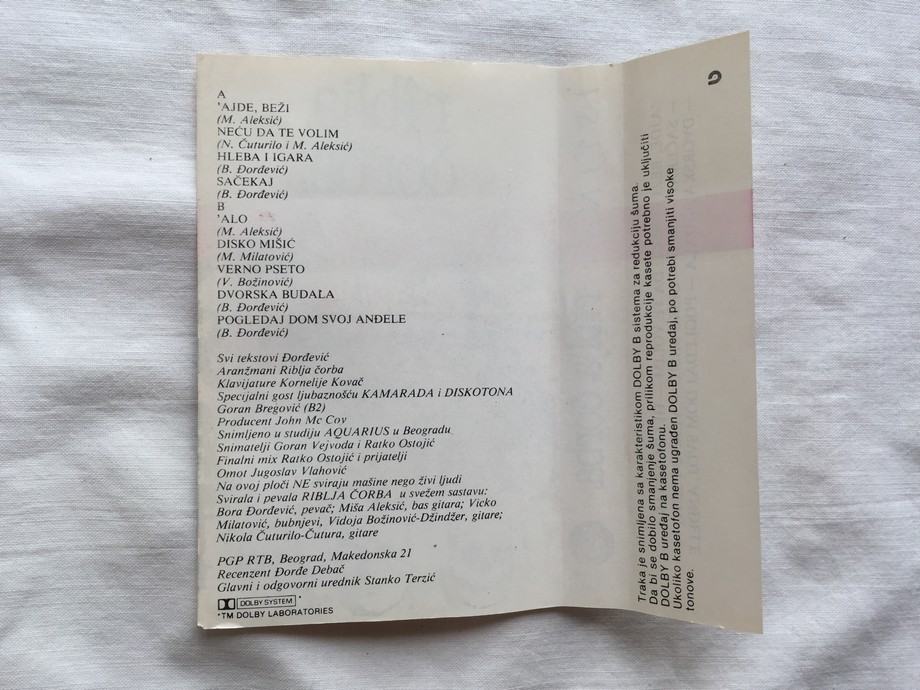 A
'AJDE, BEŽI
(M. Aleksić)
NEĆU DA TE VOLIM
(N. Čuturilo i M. Aleksić)
HLEBA I IGARA
(B. Đorđević)
SAČEKAJ
(B. Đorđević)
B
'ALO
(M. Aleksić)
DISKO MIŠIĆ
(M. Milatović)
VERNO PSETO
(V. Božinović)
DVORSKA BUDALA
(B. Đorđević)
POGLEDAJ DOM SVOJ ANĐELE
(B. Đorđević)
Svi tekstovi Đorđević
Aranžmani Riblja čorba
Klavijature Kornelije Kovač
Specijalni gost ljubaznošću KAMARADA i DISKOTONA
Goran Bregović (B2)
Producent John Mc Coy
Snimljeno u studiju AQUARIUS u Beogradu
Snimatelji Goran Vejvoda i Ratko Ostojić
Finalni mix Ratko Ostojić i prijatelji
Omot Jugoslav Vlahović
Na ovoj ploči NE sviraju mašine nego živi ljudi
Svirala i pevala RIBLJA ČORBA u svežem sastavu:
Bora Đorđević, pevač; Miša Aleksić, bas gitara; Vicko
Milatović, bubnjevi, Vidoja Božinović-Džindžer, gitare;
Nikola Čuturilo-Čutura, gitare
PGP RTB, Beograd, Makedonska 21
Recenzent Đorđe Debač
Glavni i odgovorni urednik Stanko Terzić
DOLBY SYSTEM *
*TM DOLBY LABORATORIES
Traka je snimljena sa karakteristikom DOLBY B sistema za redukciju šuma.
Da bi se dobilo smanjenje šuma, prilikom reprodukcije kasete potrebno je uključiti
DOLBY B uređaj na kasetofonu.
Ukoliko kasetofon nema ugrađen DOLBY B uređaj, po potrebi smanjiti visoke
tonove.